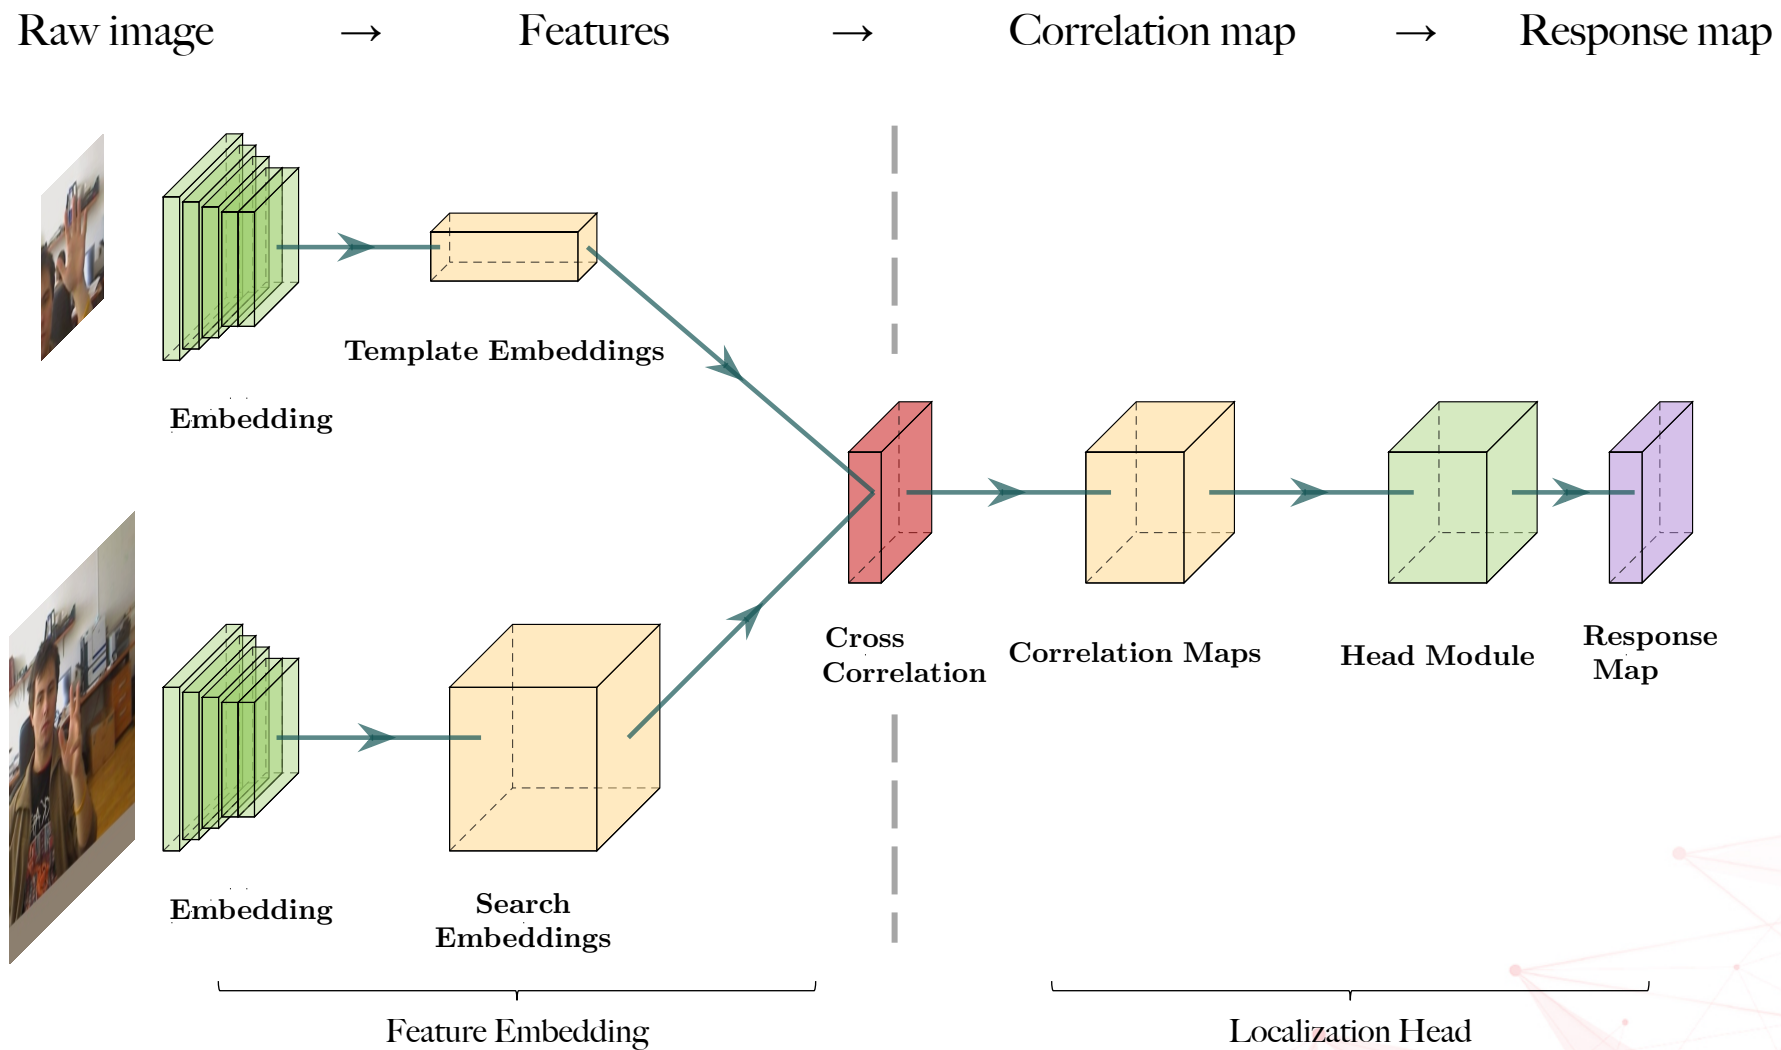 Raw image → Features → Correlation map → Response map
Template Embeddings
Embedding
Cross
Correlation
Correlation Maps
Head Module
Response
Map
Embedding
Search
Embeddings
Feature Embedding
Localization Head